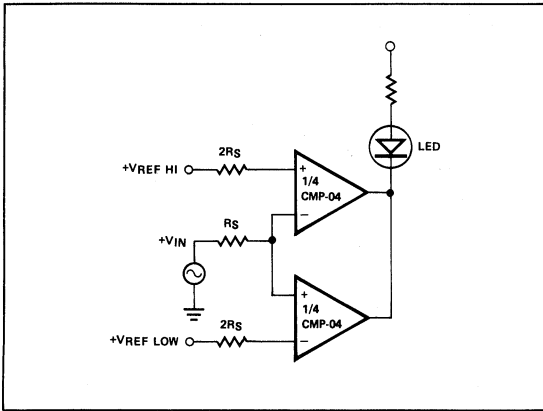 LED
2RS
+VREF HI
+
1/4
CMP-04
−
RS
+VIN
+
1/4
CMP-04
−
2RS
+VREF LOW